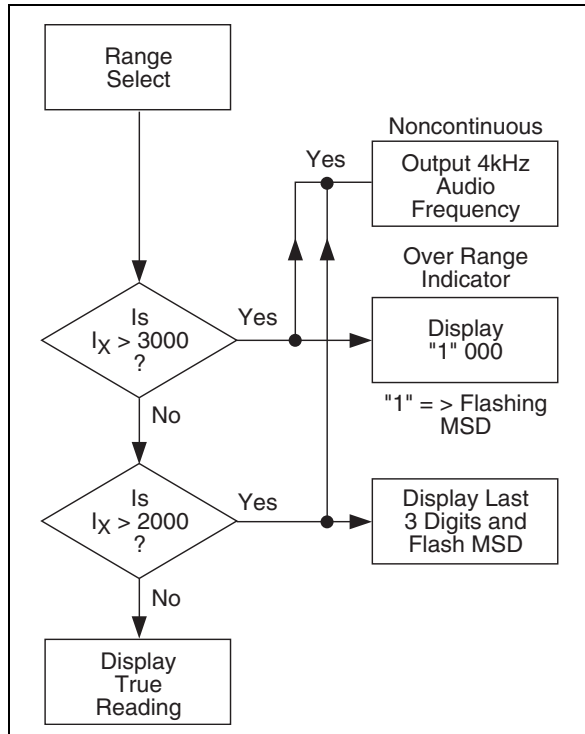 Range
Select
Noncontinuous
Yes
Output 4kHz
Audio
Frequency
Over Range
Indicator
Is
IX > 3000
?
Yes
Display
"1" 000
"1" = > Flashing
MSD
No
Is
IX > 2000
?
Yes
Display Last
3 Digits and
Flash MSD
No
Display
True
Reading